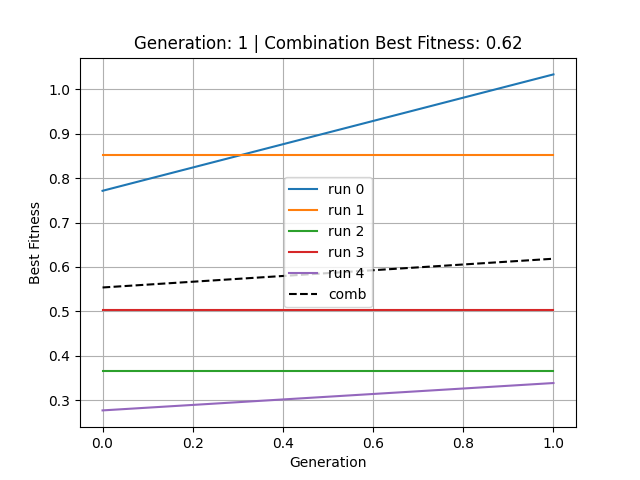 Generation: 1 | Combination Best Fitness: 0.62
Best Fitness
1.0
0.9
0.8
0.7
0.6
0.5
0.4
0.3
run 0
run 1
run 2
run 3
run 4
comb
0.0 0.2 0.4 0.6 0.8 1.0
Generation